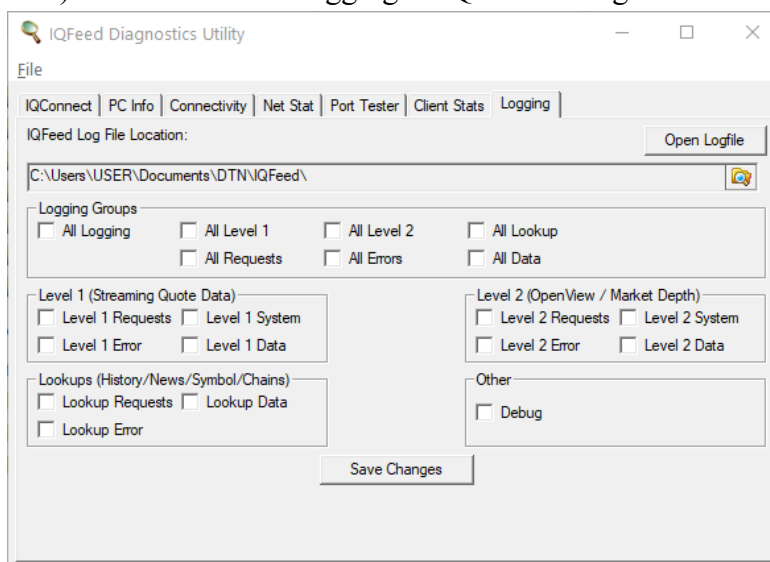 IQFeed Diagnostics Utility
File
IQConnect PC Info Connectivity Net Stat Port Tester Client Stats Logging
IQFeed Log File Location:
Open Logfile
C:\Users\USER\Documents\DTN\IQFeed\
Logging Groups
All Logging All Level 1 All Level 2 All Lookup
All Requests All Errors All Data
Level 1 (Streaming Quote Data)
Level 1 Requests Level 1 System
Level 1 Error Level 1 Data
Level 2 (OpenView / Market Depth)
Level 2 Requests Level 2 System
Level 2 Error Level 2 Data
Lookups (History/News/Symbol/Chains)
Lookup Requests Lookup Data
Lookup Error
Other
Debug
Save Changes